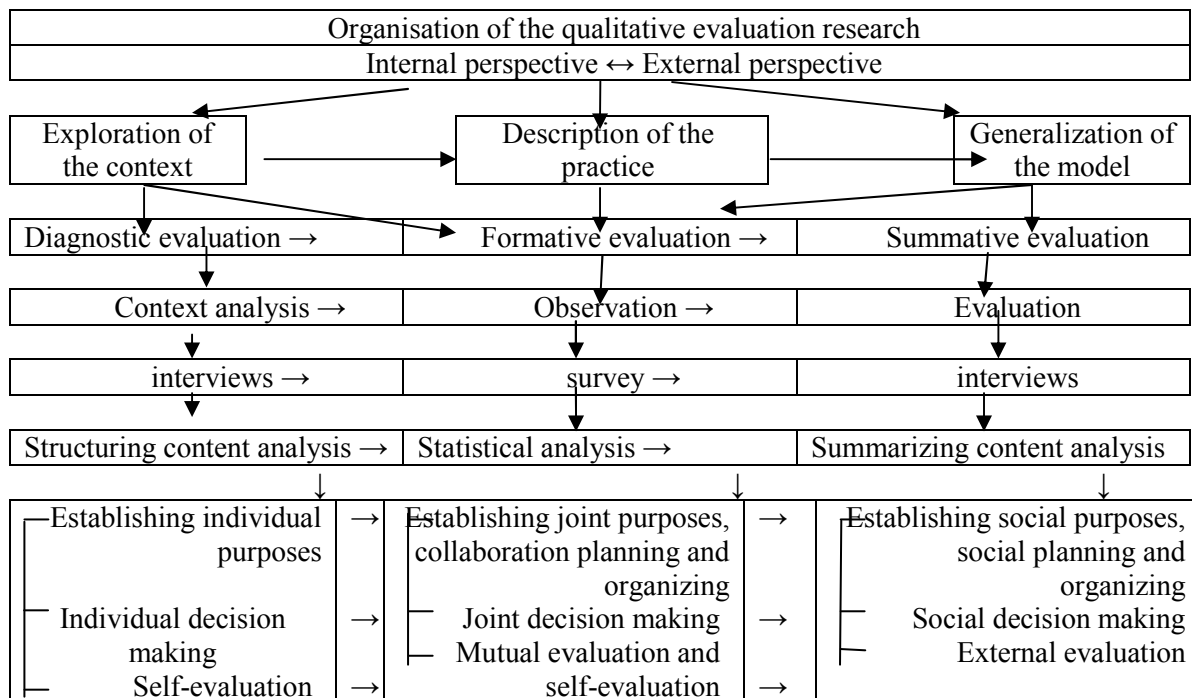 Organisation of the qualitative evaluation research
Internal perspective ↔ External perspective
Exploration of
the context
Description of the
practice
Generalization of
the model
Diagnostic evaluation → Formative evaluation → Summative evaluation
Context analysis → Observation → Evaluation
interviews → survey → interviews
Structuring content analysis → Statistical analysis → Summarizing content analysis
↓ ↓ ↓
Establishing individual
purposes
→
Establishing joint purposes,
collaboration planning and
organizing
→
Establishing social purposes,
social planning and
organizing
Individual decision
making
→
Joint decision making
→
Social decision making
Self-evaluation
→
Mutual evaluation and
self-evaluation
→
External evaluation